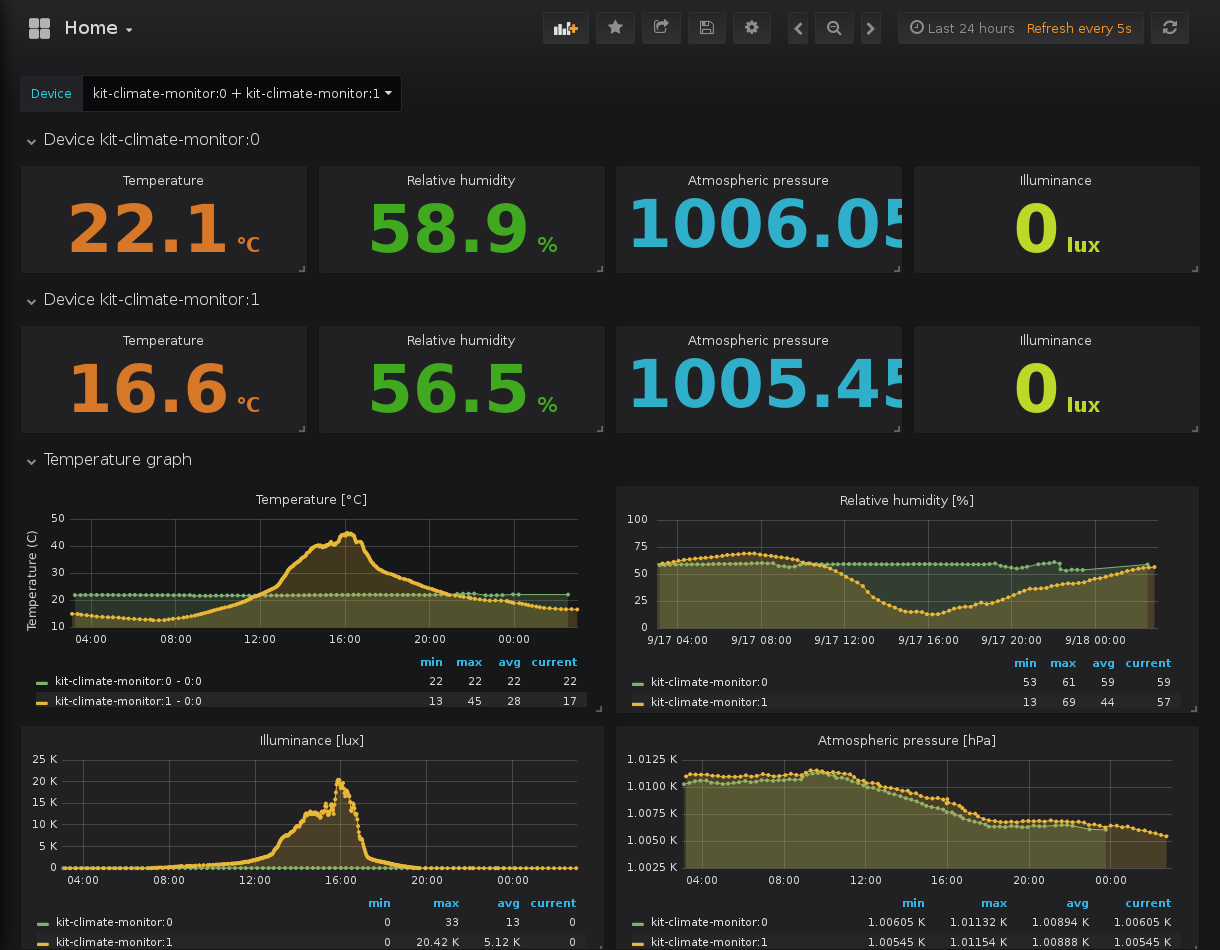 Home
Last 24 hours Refresh every 5s
Device kit-climate-monitor:0 + kit-climate-monitor:1
Device kit-climate-monitor:0
Temperature Relative humidity Atmospheric pressure Illuminance
22.1 °C 58.9 % 1006.05 0 lux
Device kit-climate-monitor:1
Temperature Relative humidity Atmospheric pressure Illuminance
16.6 °C 56.5 % 1005.45 0 lux
Temperature graph
Temperature [°C]
Temperature (C)
50
40
30
20
10
04:00 08:00 12:00 16:00 20:00 00:00
min max avg current
kit-climate-monitor:0 - 0:0 22 22 22 22
kit-climate-monitor:1 - 0:0 13 45 28 17
Relative humidity [%]
100
75
50
25
0
9/17 04:00 9/17 08:00 9/17 12:00 9/17 16:00 9/17 20:00 9/18 00:00
min max avg current
kit-climate-monitor:0 53 61 59 59
kit-climate-monitor:1 13 69 44 57
Illuminance [lux]
25 K
20 K
15 K
10 K
5 K
0
04:00 08:00 12:00 16:00 20:00 00:00
min max avg current
kit-climate-monitor:0 0 33 13 0
kit-climate-monitor:1 0 20.42 K 5.12 K 0
Atmospheric pressure [hPa]
1.0125 K
1.0100 K
1.0075 K
1.0050 K
1.0025 K
04:00 08:00 12:00 16:00 20:00 00:00
min max avg current
kit-climate-monitor:0 1.00605 K 1.01132 K 1.00894 K 1.00605 K
kit-climate-monitor:1 1.00545 K 1.01154 K 1.00888 K 1.00545 K